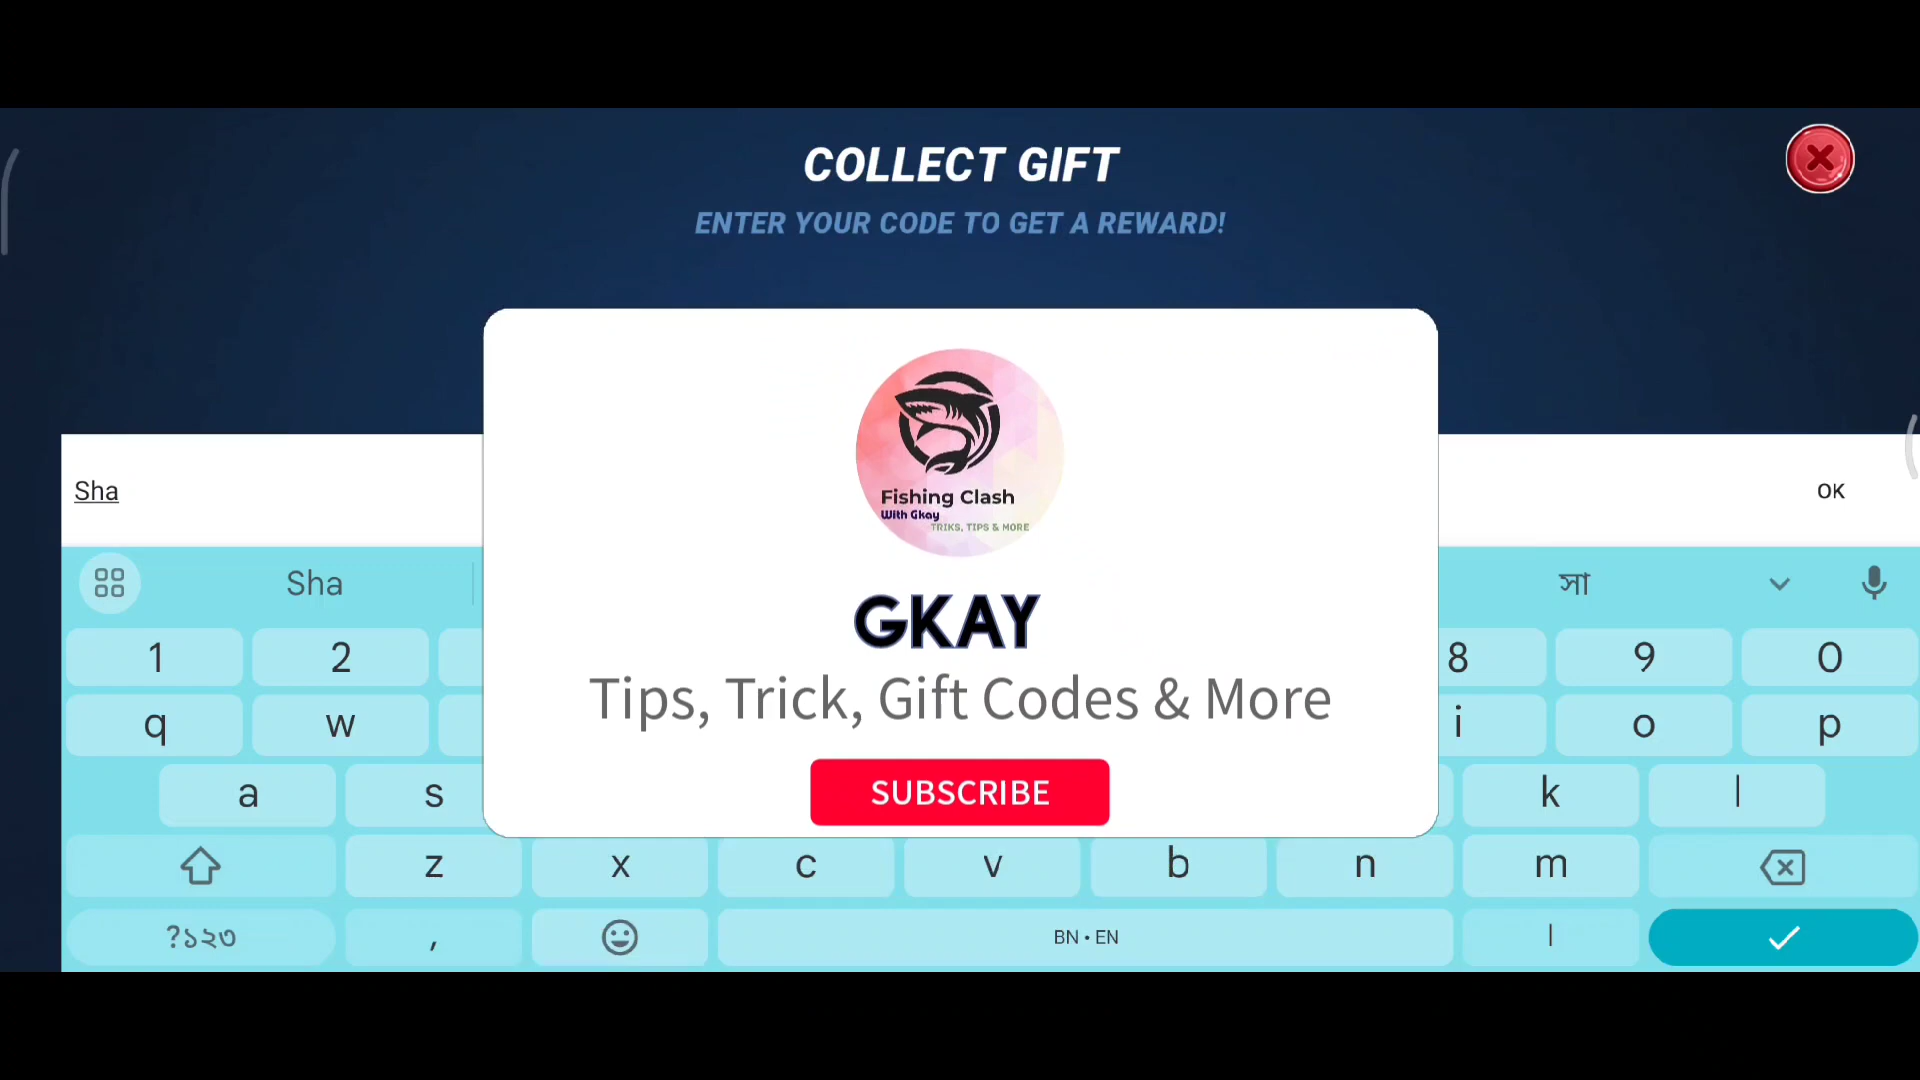 COLLECT GIFT
ENTER YOUR CODE TO GET A REWARD!
Sha
OK
Fishing Clash
With Gkay
TRIKS, TIPS & MORE
GKAY
Tips, Trick, Gift Codes & More
SUBSCRIBE
Sha
সা
1 2 8 9 0
q w i o p
a s k l
z x c v b n m
?১২৩ , BN • EN ।